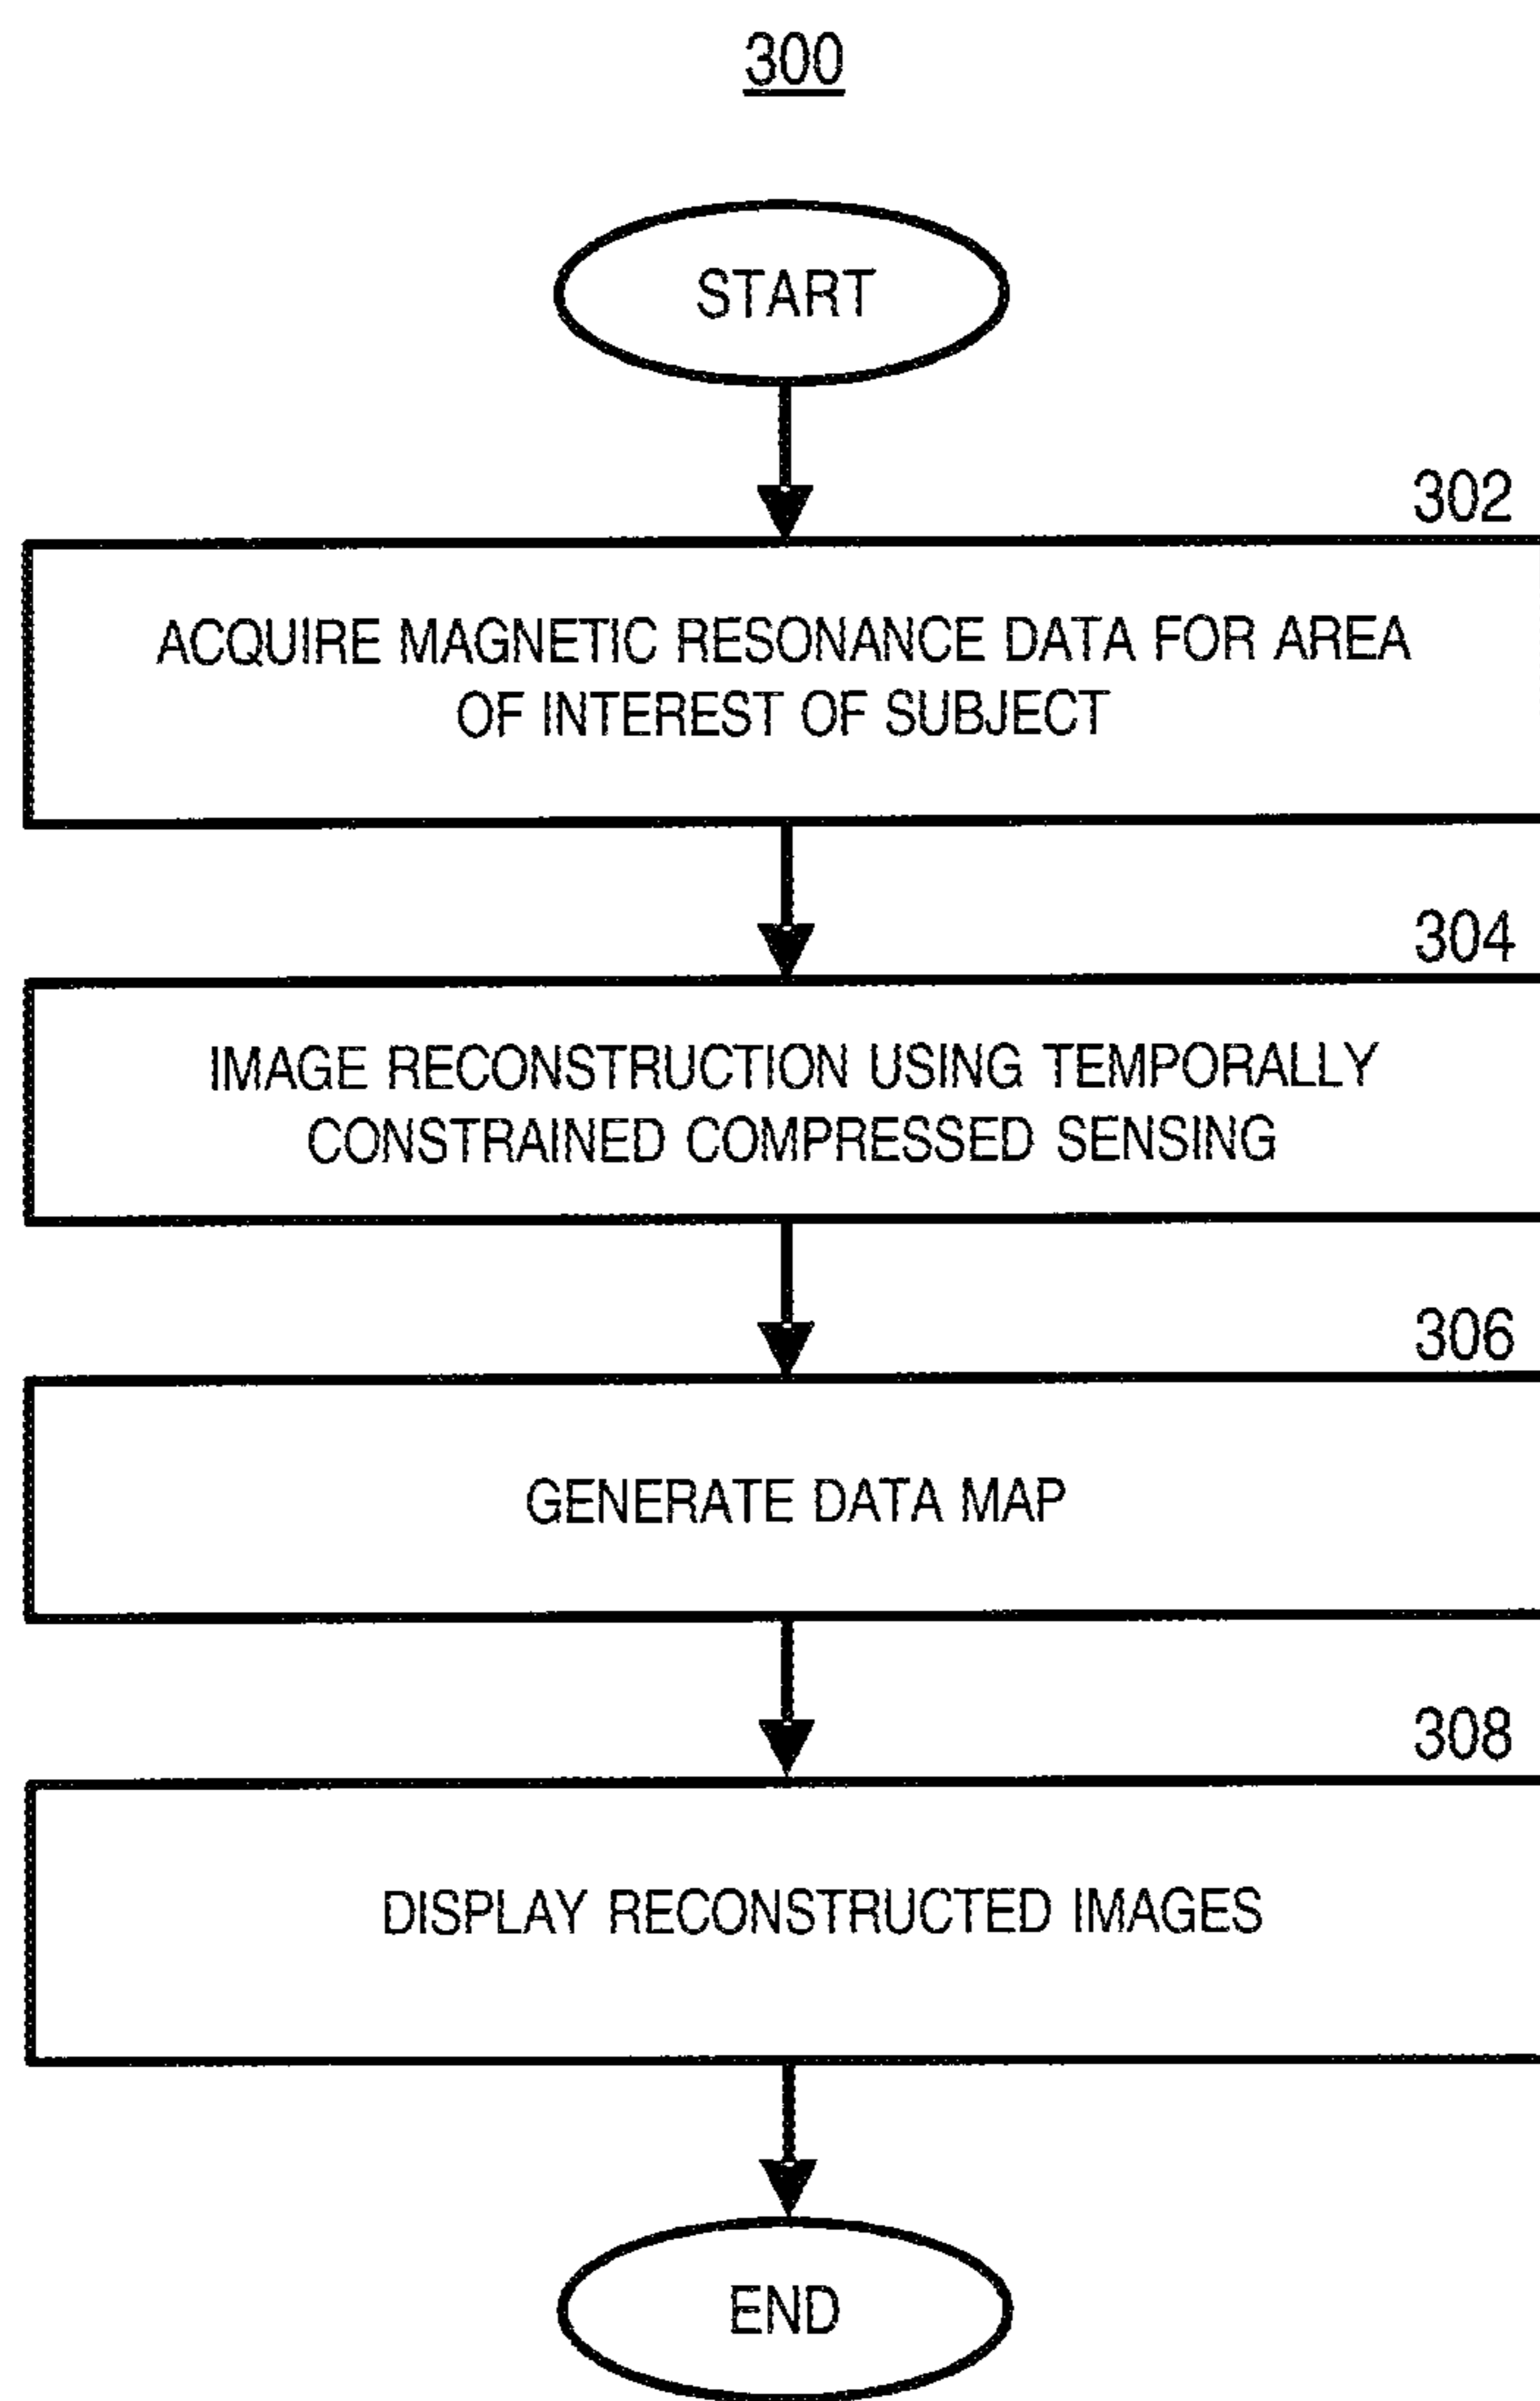 300
START
302
ACQUIRE MAGNETIC RESONANCE DATA FOR AREA
OF INTEREST OF SUBJECT
304
IMAGE RECONSTRUCTION USING TEMPORALLY
CONSTRAINED COMPRESSED SENSING
306
GENERATE DATA MAP
308
DISPLAY RECONSTRUCTED IMAGES
END